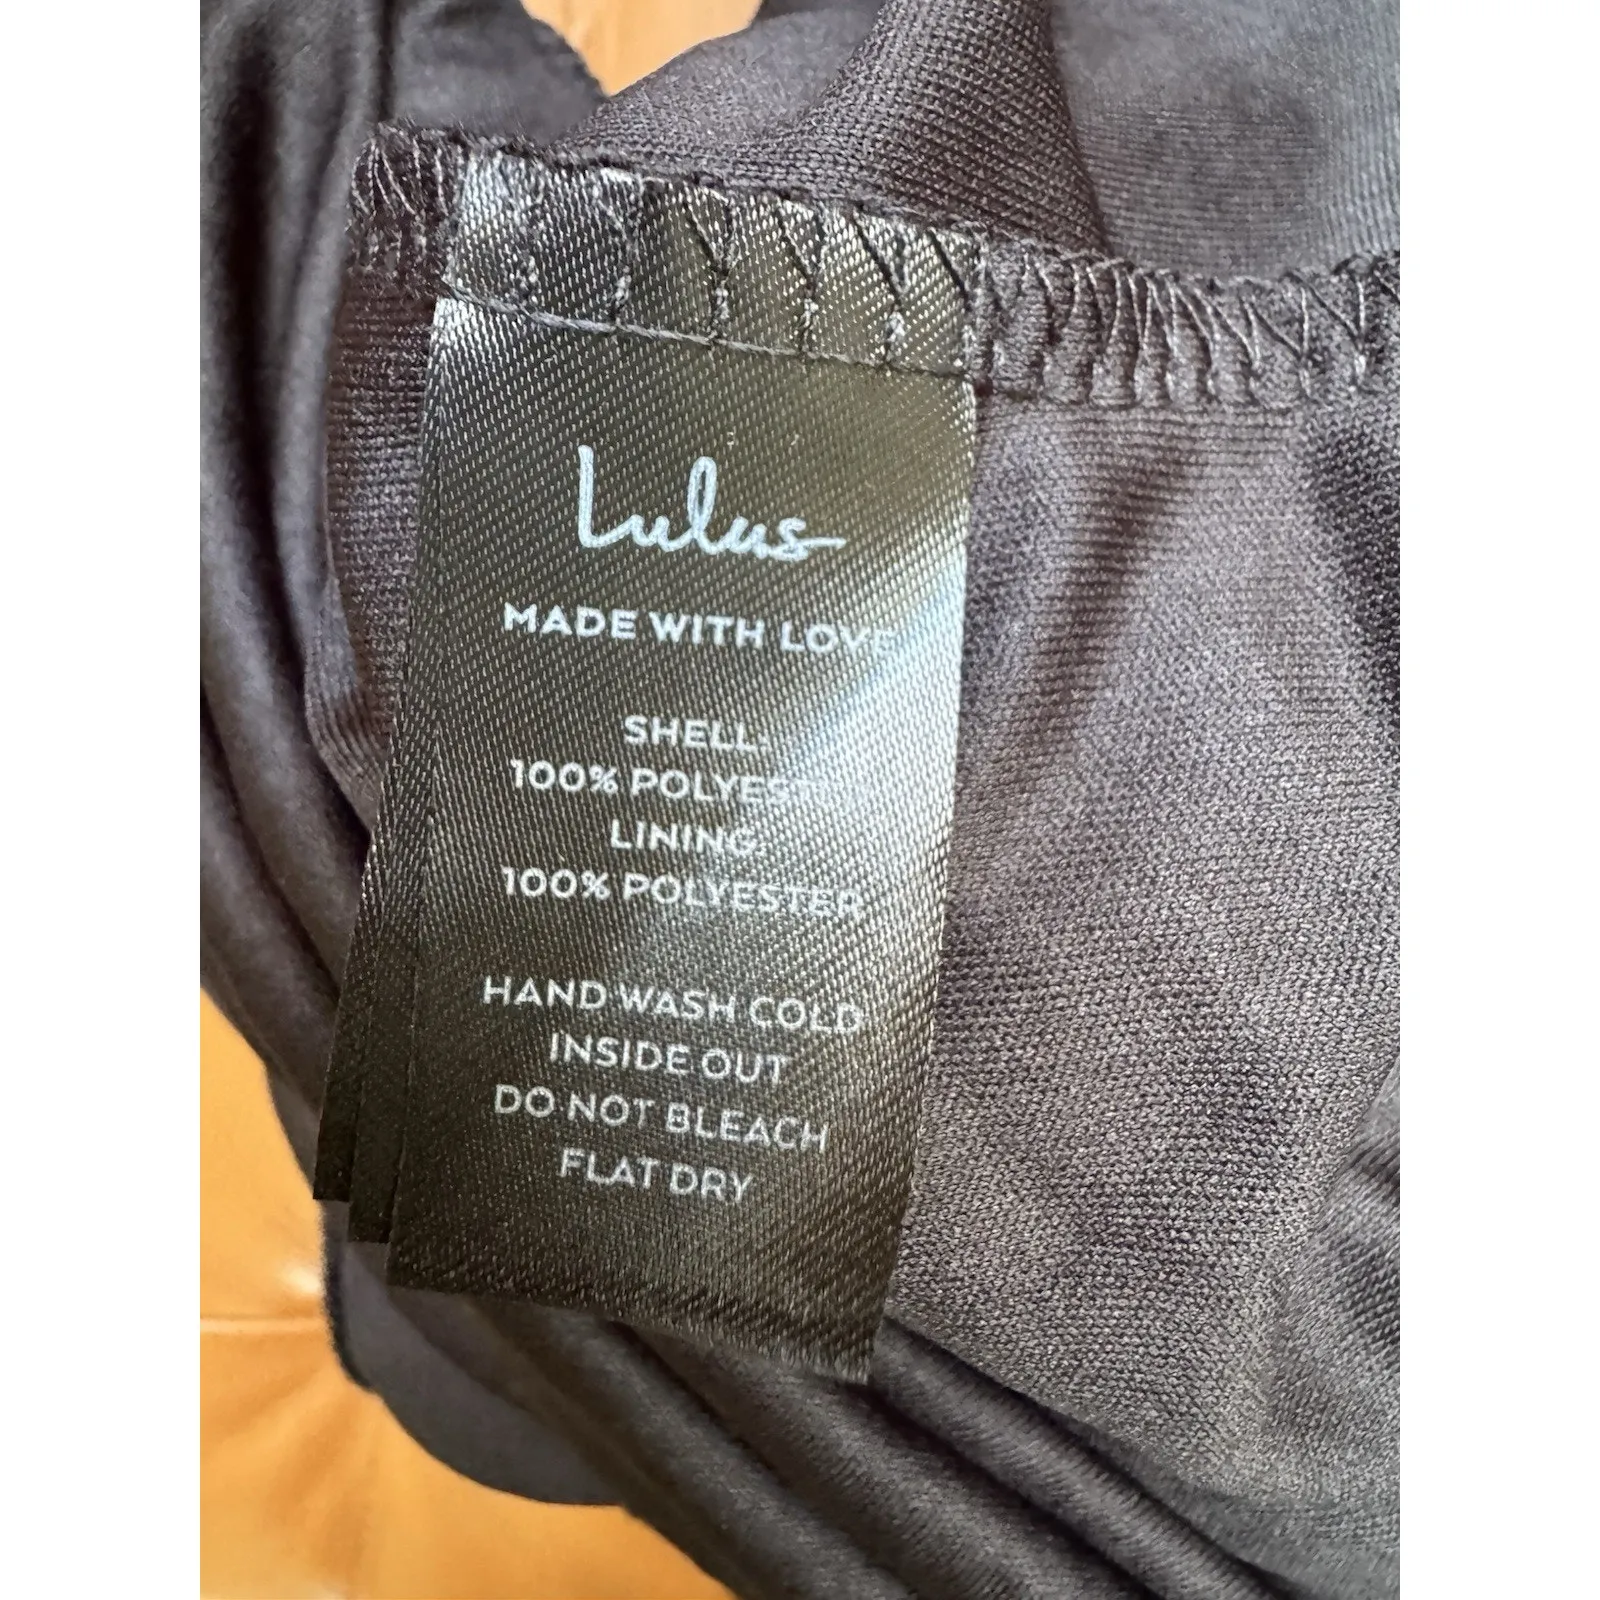 Lulus
MADE WITH LOVE
SHELL:
100% POLYESTER
LINING:
100% POLYESTER
HAND WASH COLD
INSIDE OUT
DO NOT BLEACH
FLAT DRY